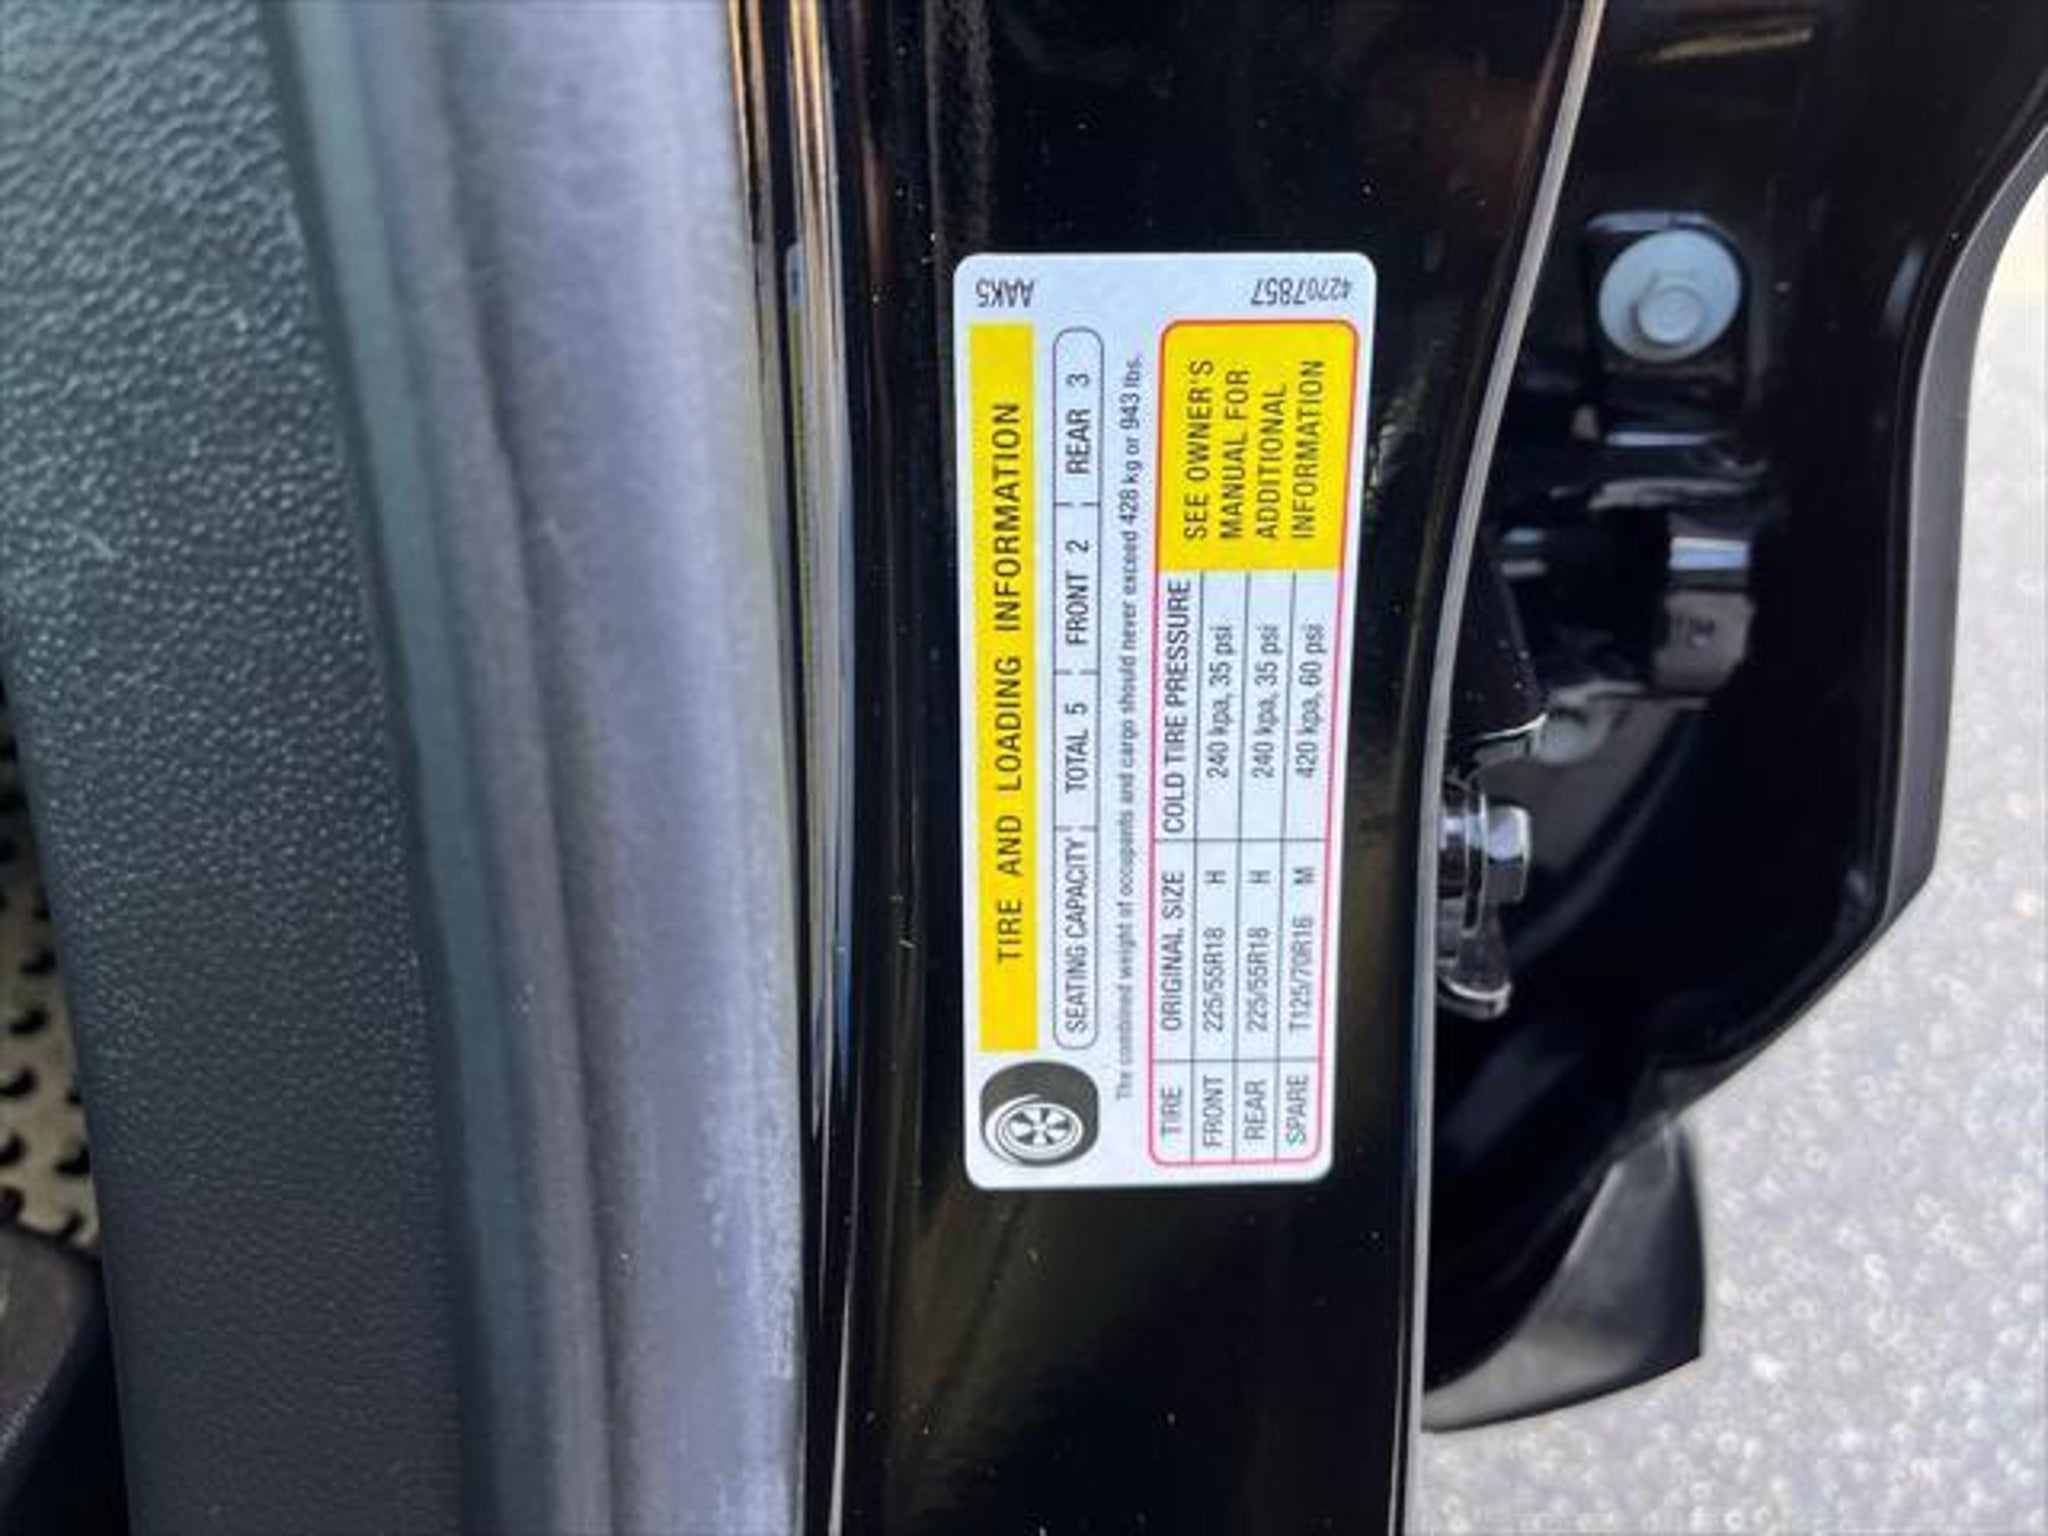 TIRE AND LOADING INFORMATION
SEATING CAPACITY TOTAL 5 FRONT 2 REAR 3
The combined weight of occupants and cargo should never exceed 428 kg or 943 lbs.
TIRE ORIGINAL SIZE COLD TIRE PRESSURE
FRONT 225/55R18 H 240 kpa, 35 psi
REAR 225/55R18 H 240 kpa, 35 psi
SPARE T125/70R16 M 420 kpa, 60 psi
SEE OWNER'S
MANUAL FOR
ADDITIONAL
INFORMATION
AAK5
42707857